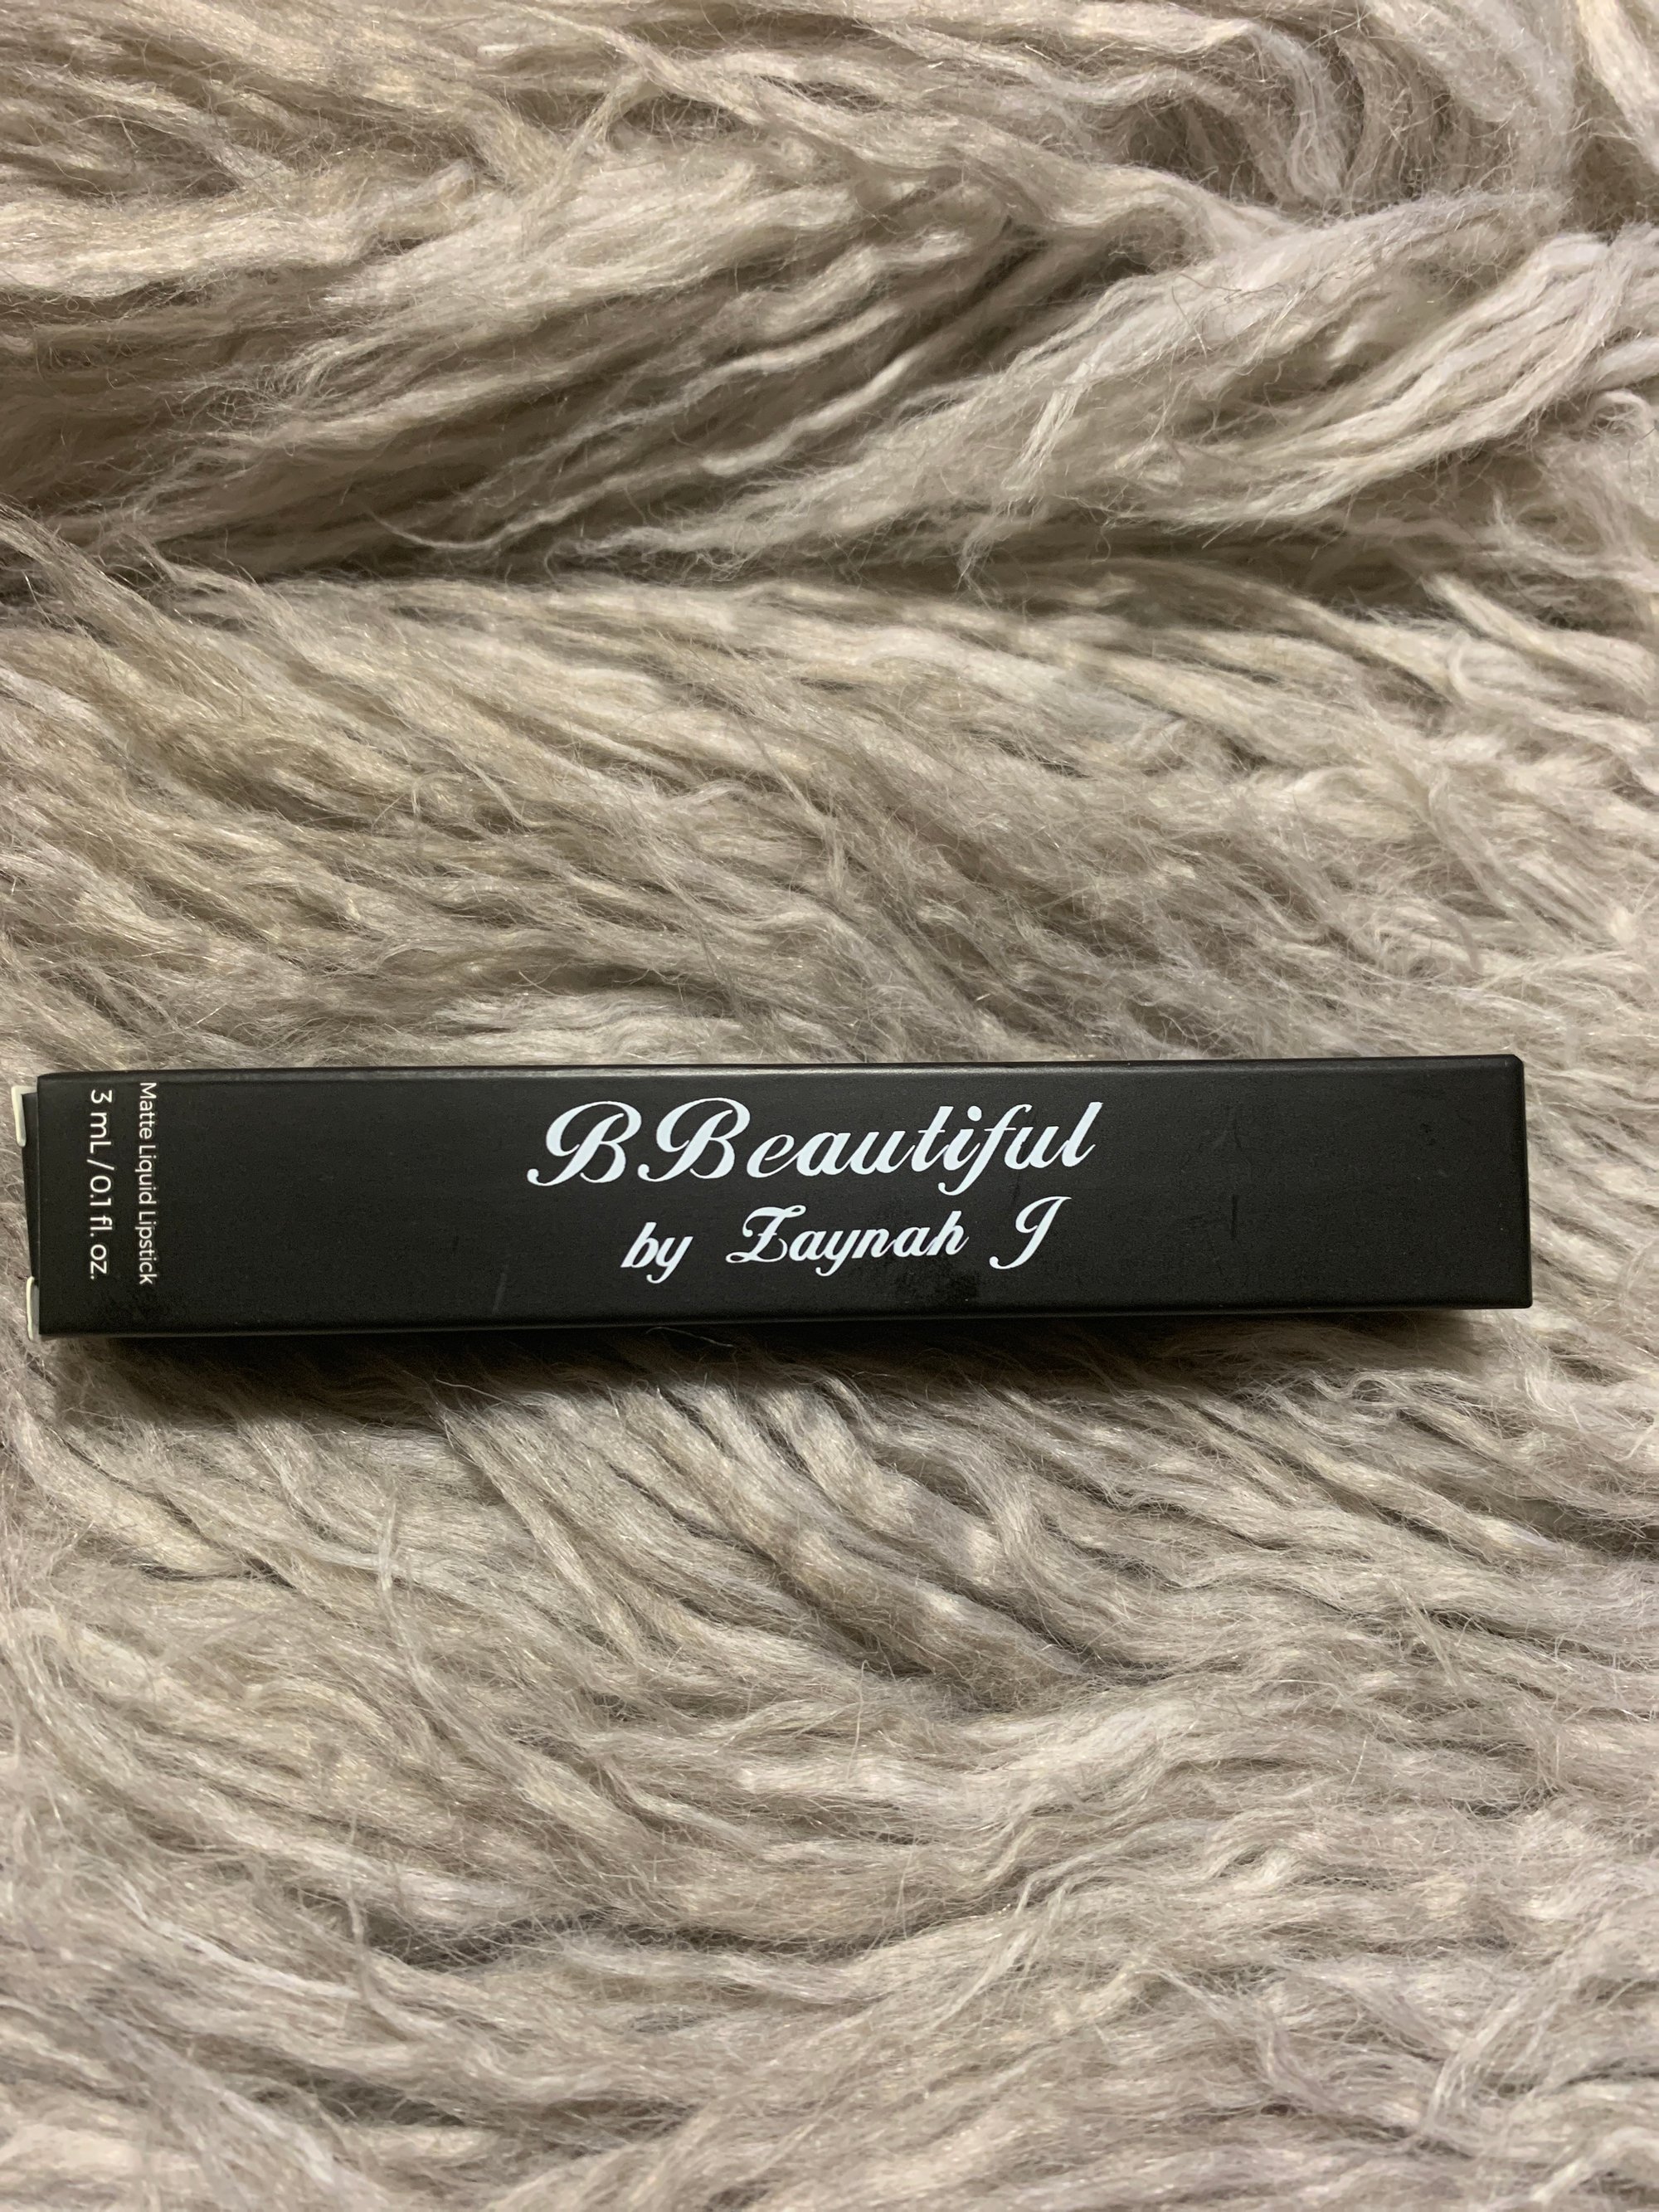 BBeautiful
by Zaynah J
Matte Liquid Lipstick
3 mL / 0.1 fl. oz.